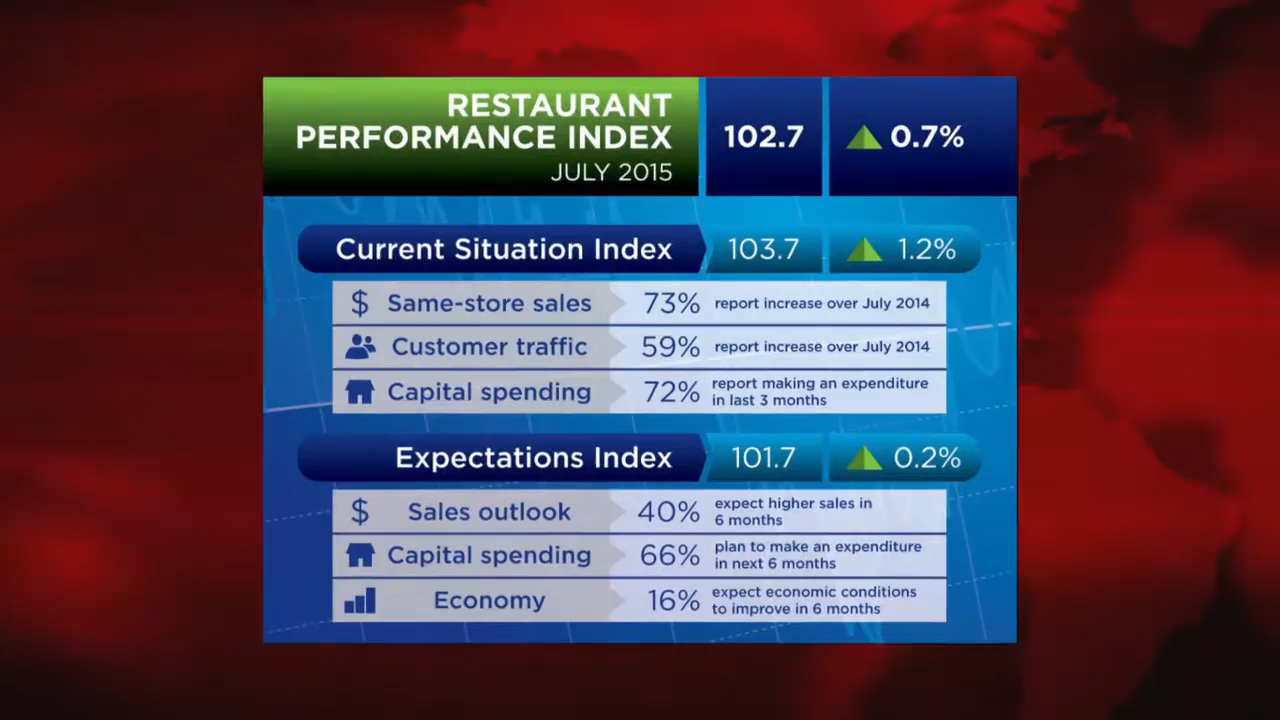 RESTAURANT
PERFORMANCE INDEX
JULY 2015
102.7
0.7%
Current Situation Index 103.7 1.2%
$ Same-store sales 73% report increase over July 2014
Customer traffic 59% report increase over July 2014
Capital spending 72% report making an expenditure
in last 3 months
Expectations Index 101.7 0.2%
$ Sales outlook 40% expect higher sales in
6 months
Capital spending 66% plan to make an expenditure
in next 6 months
Economy 16% expect economic conditions
to improve in 6 months